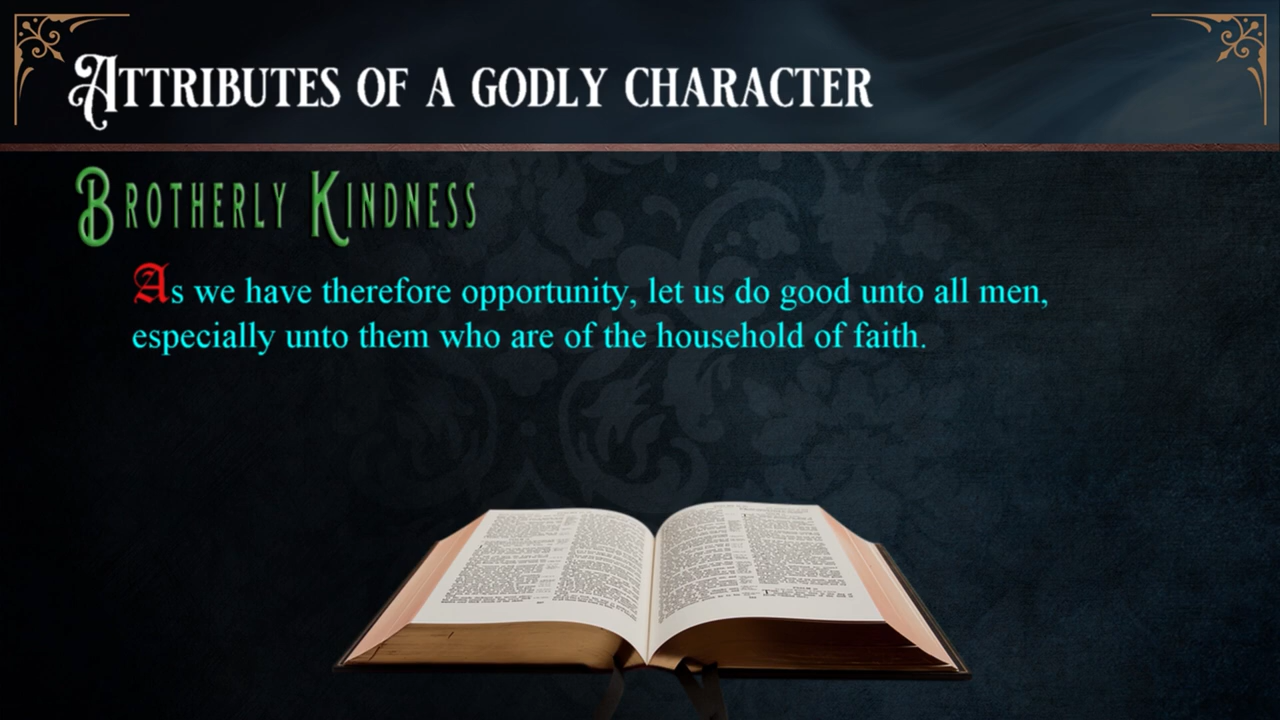 Attributes of a godly character
Brotherly Kindness
As we have therefore opportunity, let us do good unto all men,
especially unto them who are of the household of faith.